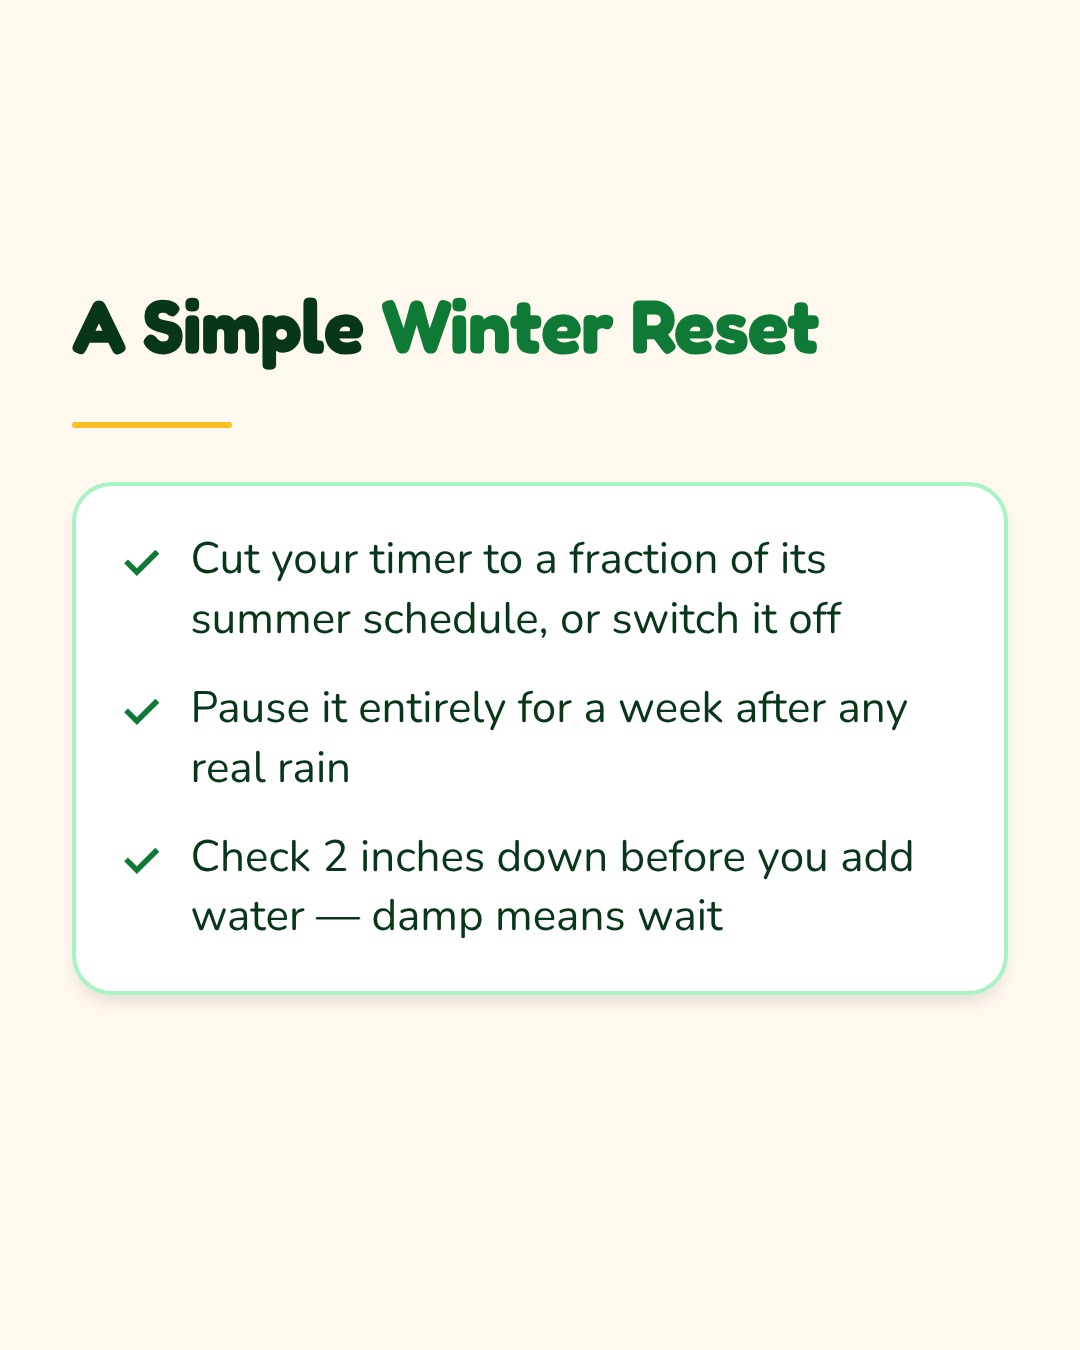 A Simple Winter Reset
Cut your timer to a fraction of its
summer schedule, or switch it off
Pause it entirely for a week after any
real rain
Check 2 inches down before you add
water — damp means wait